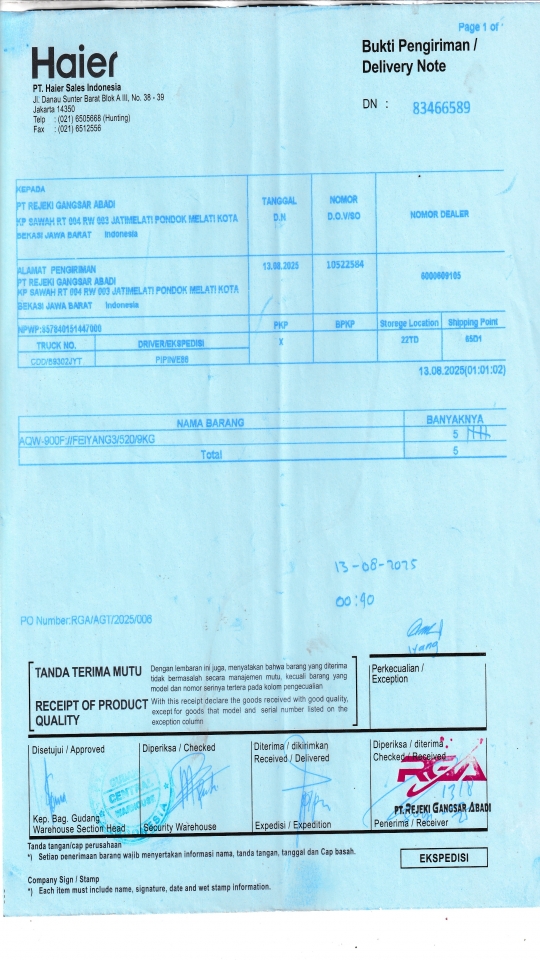 Page 1 of
Haier
PT. Haier Sales Indonesia
Jl. Danau Sunter Barat Blok A III, No. 38 - 39
Jakarta 14350
Telp : (021) 6505668 (Hunting)
Fax : (021) 6512556
Bukti Pengiriman /
Delivery Note
DN : 83466589
KEPADA
PT REJEKI GANGSAR ABADI
KP SAWAH RT 004 RW 003 JATIMELATI PONDOK MELATI KOTA
BEKASI JAWA BARAT Indonesia
TANGGAL
D.N
NOMOR
D.O.V/SO
NOMOR DEALER
ALAMAT PENGIRIMAN
PT REJEKI GANGSAR ABADI
KP SAWAH RT 004 RW 003 JATIMELATI PONDOK MELATI KOTA
BEKASI JAWA BARAT Indonesia
13.08.2025
10522584
6000609105
NPWP:857840151447000
PKP
BPKP
Storege Location
Shipping Point
TRUCK NO.
DRIVER/EKSPEDISI
X
22TD
65D1
PIPIN/E86
13.08.2025(01:01:02)
NAMA BARANG
BANYAKNYA
AQW-900F//FEIYANG3/520/9KG
5
Total
5
13-08-2025
00:40
PO Number:RGA/AGT/2025/006
TANDA TERIMA MUTU
Dengan lembaran ini juga, menyatakan bahwa barang yang diterima
tidak bermasalah secara manajemen mutu, kecuali barang yang
model dan nomor serinya tertera pada kolom pengecualian
RECEIPT OF PRODUCT
QUALITY
With this receipt declare the goods received with good quality,
except for goods that model and serial number listed on the
exception column
Perkecualian /
Exception
Disetujui / Approved
Diperiksa / Checked
Diterima / dikirimkan
Received / Delivered
Diperiksa / diterima
Checked / Received
RGA
13/8
PT. REJEKI GANGSAR ABADI
Kep. Bag. Gudang
Warehouse Section Head
Security Warehouse
Expedisi / Expedition
Penerima / Receiver
Tanda tangan/cap perusahaan
*) Setiap penerimaan barang wajib menyertakan informasi nama, tanda tangan, tanggal dan Cap basah.
EKSPEDISI
Company Sign / Stamp
*) Each item must include name, signature, date and wet stamp information.